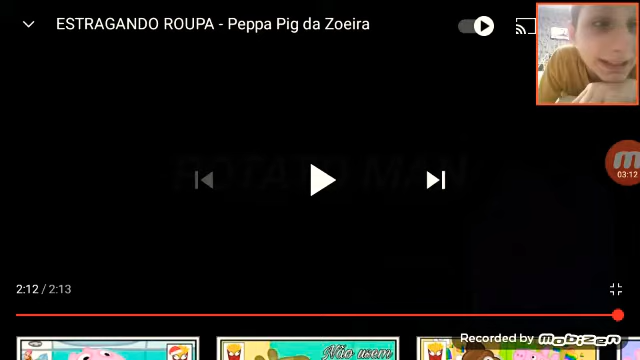 ESTRAGANDO ROUPA - Peppa Pig da Zoeira
03:12
2:12 / 2:13
Recorded by mobizen
Não usem